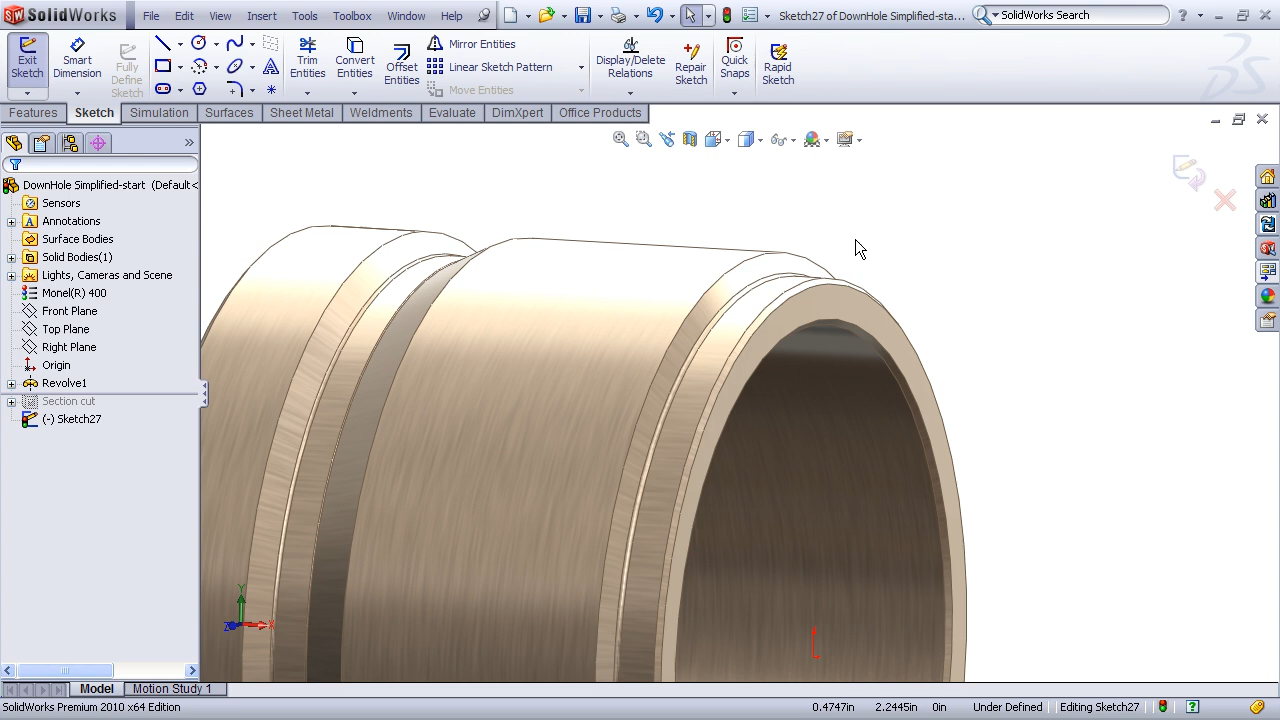 SolidWorks File Edit View Insert Tools Toolbox Window Help Sketch27 of DownHole Simplified-sta... SolidWorks Search
Exit Sketch
Smart Dimension
Fully Define Sketch
Trim Entities
Convert Entities
Offset Entities
Mirror Entities
Linear Sketch Pattern
Move Entities
Display/Delete Relations
Repair Sketch
Quick Snaps
Rapid Sketch
Features Sketch Simulation Surfaces Sheet Metal Weldments Evaluate DimXpert Office Products
DownHole Simplified-start (Default<
Sensors
Annotations
Surface Bodies
Solid Bodies(1)
Lights, Cameras and Scene
Monel(R) 400
Front Plane
Top Plane
Right Plane
Origin
Revolve1
Section cut
(-) Sketch27
Y
Z X
Model Motion Study 1
SolidWorks Premium 2010 x64 Edition 0.4747in 2.2445in 0in Under Defined Editing Sketch27